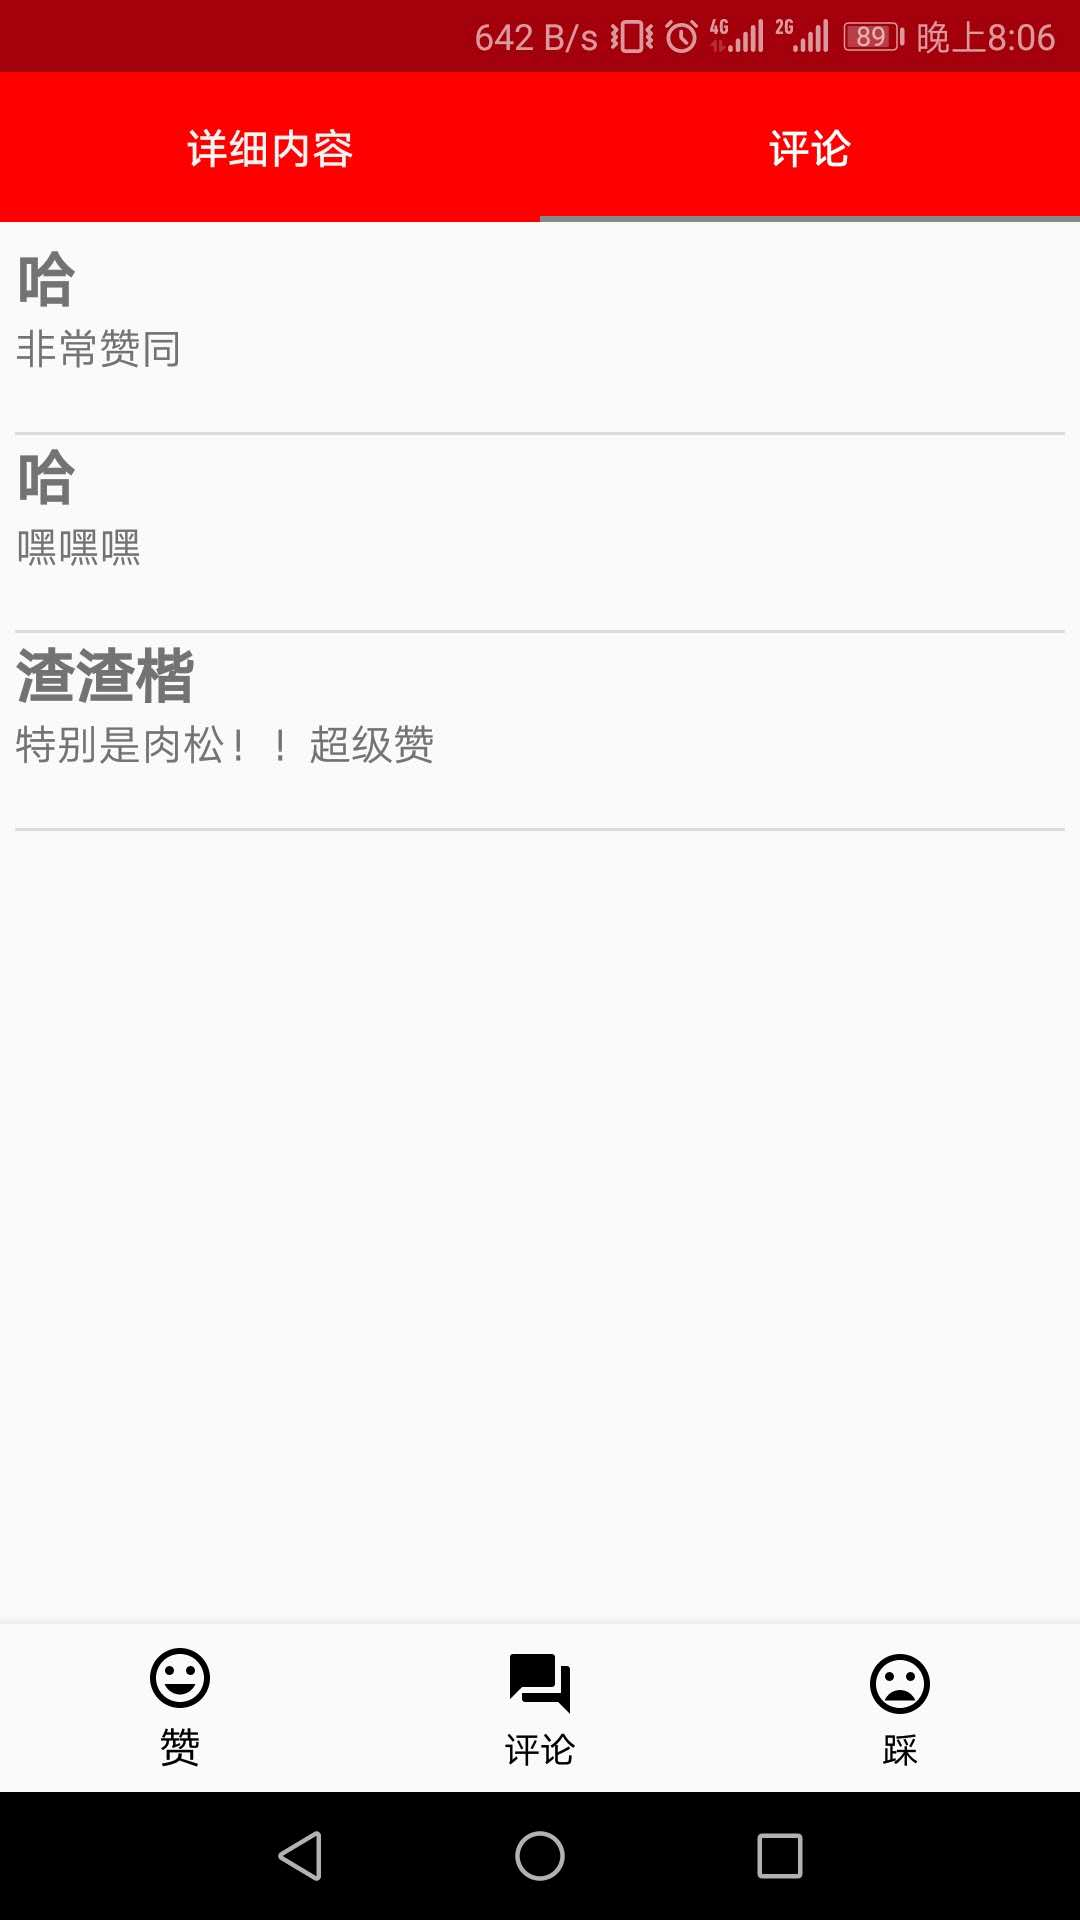 642 B/s 4G 2G 89 晚上8:06
详细内容 评论
哈
非常赞同
哈
嘿嘿嘿
渣渣楷
特别是肉松！！超级赞
赞 评论 踩